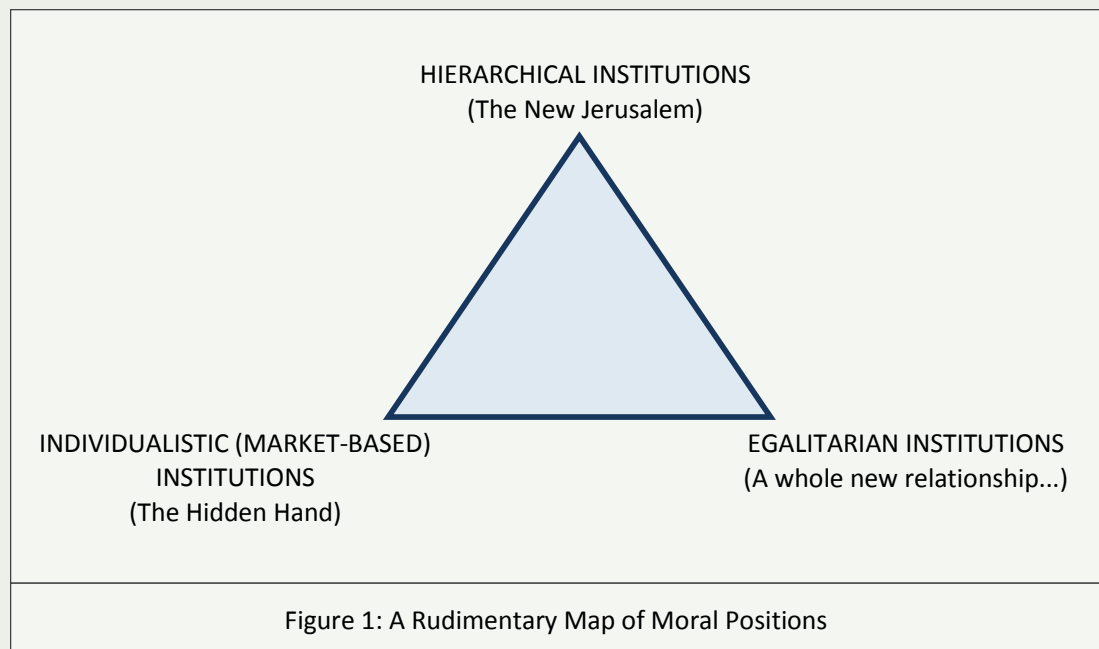 HIERARCHICAL INSTITUTIONS
(The New Jerusalem)
INDIVIDUALISTIC (MARKET-BASED)
INSTITUTIONS
(The Hidden Hand)
EGALITARIAN INSTITUTIONS
(A whole new relationship...)
Figure 1: A Rudimentary Map of Moral Positions